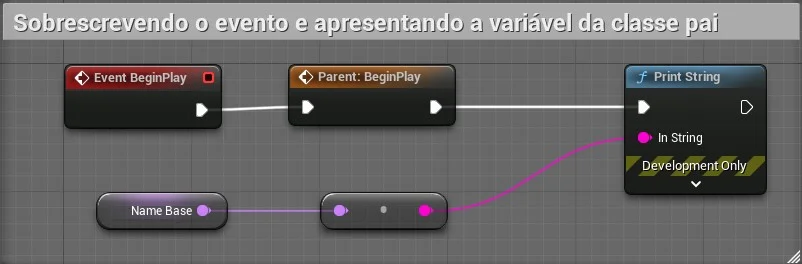 Sobrescrevendo o evento e apresentando a variável da classe pai
Event BeginPlay
Parent: BeginPlay
f Print String
In String
Development Only
Name Base